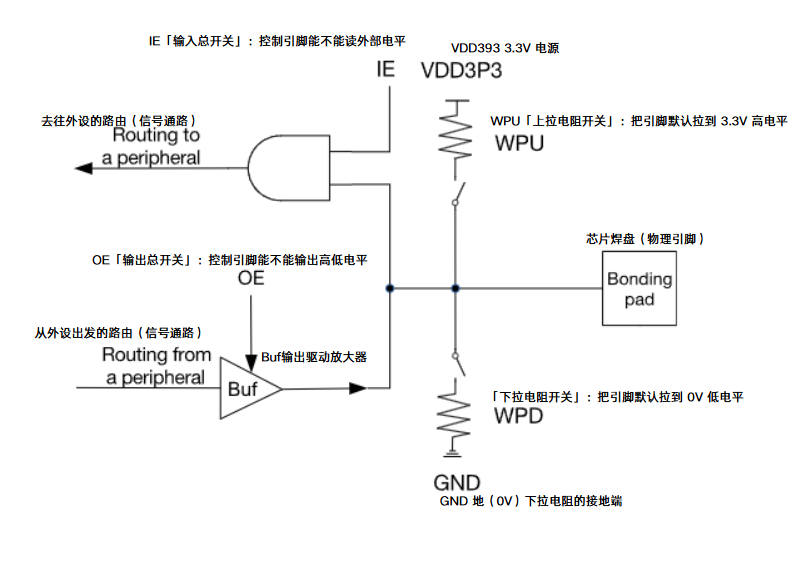 IE「输入总开关」：控制引脚能不能读外部电平
VDD393 3.3V 电源
IE
VDD3P3
去往外设的路由（信号通路）
Routing to
a peripheral
WPU「上拉电阻开关」：把引脚默认拉到 3.3V 高电平
WPU
芯片焊盘（物理引脚）
OE「输出总开关」：控制引脚能不能输出高低电平
OE
Bonding
pad
从外设出发的路由（信号通路）
Routing from
a peripheral
Buf输出驱动放大器
Buf
「下拉电阻开关」：把引脚默认拉到 0V 低电平
WPD
GND
GND 地（0V）下拉电阻的接地端